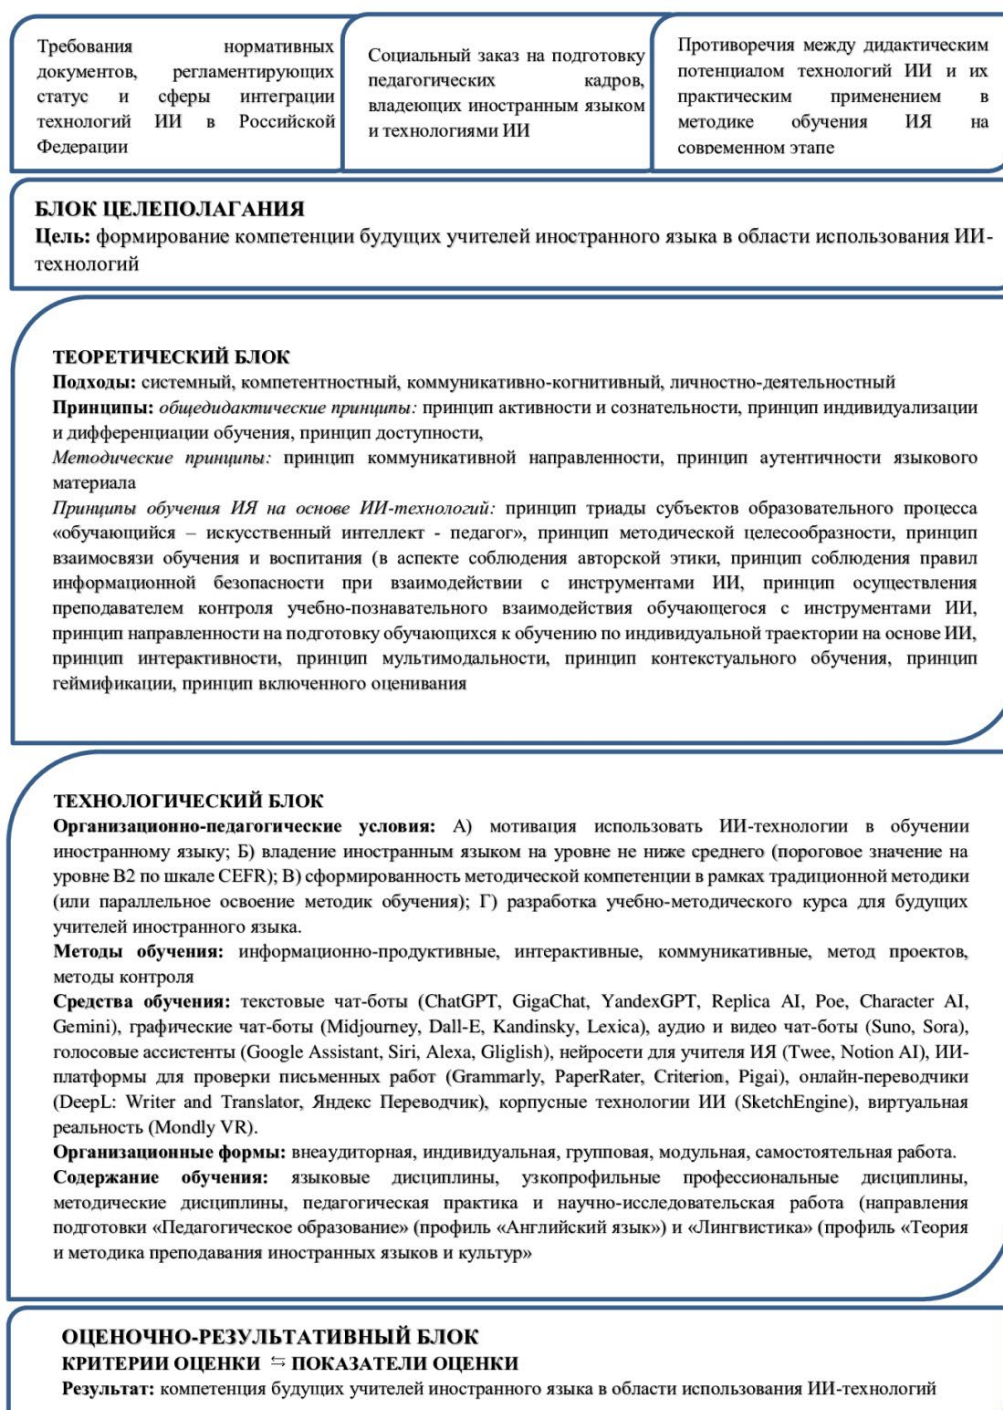 Требования нормативных
документов, регламентирующих
статус и сферы интеграции
технологий ИИ в Российской
Федерации
Социальный заказ на подготовку
педагогических кадров,
владеющих иностранным языком
и технологиями ИИ
Противоречия между дидактическим
потенциалом технологий ИИ и их
практическим применением в
методике обучения ИЯ на
современном этапе
БЛОК ЦЕЛЕПОЛАГАНИЯ
Цель: формирование компетенции будущих учителей иностранного языка в области использования ИИ-
технологий
ТЕОРЕТИЧЕСКИЙ БЛОК
Подходы: системный, компетентностный, коммуникативно-когнитивный, личностно-деятельностный
Принципы: общедидактические принципы: принцип активности и сознательности, принцип индивидуализации
и дифференциации обучения, принцип доступности,
Методические принципы: принцип коммуникативной направленности, принцип аутентичности языкового
материала
Принципы обучения ИЯ на основе ИИ-технологий: принцип триады субъектов образовательного процесса
«обучающийся – искусственный интеллект - педагог», принцип методической целесообразности, принцип
взаимосвязи обучения и воспитания (в аспекте соблюдения авторской этики, принцип соблюдения правил
информационной безопасности при взаимодействии с инструментами ИИ, принцип осуществления
преподавателем контроля учебно-познавательного взаимодействия обучающегося с инструментами ИИ,
принцип направленности на подготовку обучающихся к обучению по индивидуальной траектории на основе ИИ,
принцип интерактивности, принцип мультимодальности, принцип контекстуального обучения, принцип
геймификации, принцип включенного оценивания
ТЕХНОЛОГИЧЕСКИЙ БЛОК
Организационно-педагогические условия: А) мотивация использовать ИИ-технологии в обучении
иностранному языку; Б) владение иностранным языком на уровне не ниже среднего (пороговое значение на
уровне В2 по шкале CEFR); В) сформированность методической компетенции в рамках традиционной методики
(или параллельное освоение методик обучения); Г) разработка учебно-методического курса для будущих
учителей иностранного языка.
Методы обучения: информационно-продуктивные, интерактивные, коммуникативные, метод проектов,
методы контроля
Средства обучения: текстовые чат-боты (ChatGPT, GigaChat, YandexGPT, Replica AI, Poe, Character AI,
Gemini), графические чат-боты (Midjourney, Dall-E, Kandinsky, Lexica), аудио и видео чат-боты (Suno, Sora),
голосовые ассистенты (Google Assistant, Siri, Alexa, Gliglish), нейросети для учителя ИЯ (Twee, Notion AI), ИИ-
платформы для проверки письменных работ (Grammarly, PaperRater, Criterion, Pigai), онлайн-переводчики
(DeepL: Writer and Translator, Яндекс Переводчик), корпусные технологии ИИ (SketchEngine), виртуальная
реальность (Mondly VR).
Организационные формы: внеаудиторная, индивидуальная, групповая, модульная, самостоятельная работа.
Содержание обучения: языковые дисциплины, узкопрофильные профессиональные дисциплины,
методические дисциплины, педагогическая практика и научно-исследовательская работа (направления
подготовки «Педагогическое образование» (профиль «Английский язык») и «Лингвистика» (профиль «Теория
и методика преподавания иностранных языков и культур»
ОЦЕНОЧНО-РЕЗУЛЬТАТИВНЫЙ БЛОК
КРИТЕРИИ ОЦЕНКИ ⇆ ПОКАЗАТЕЛИ ОЦЕНКИ
Результат: компетенция будущих учителей иностранного языка в области использования ИИ-технологий